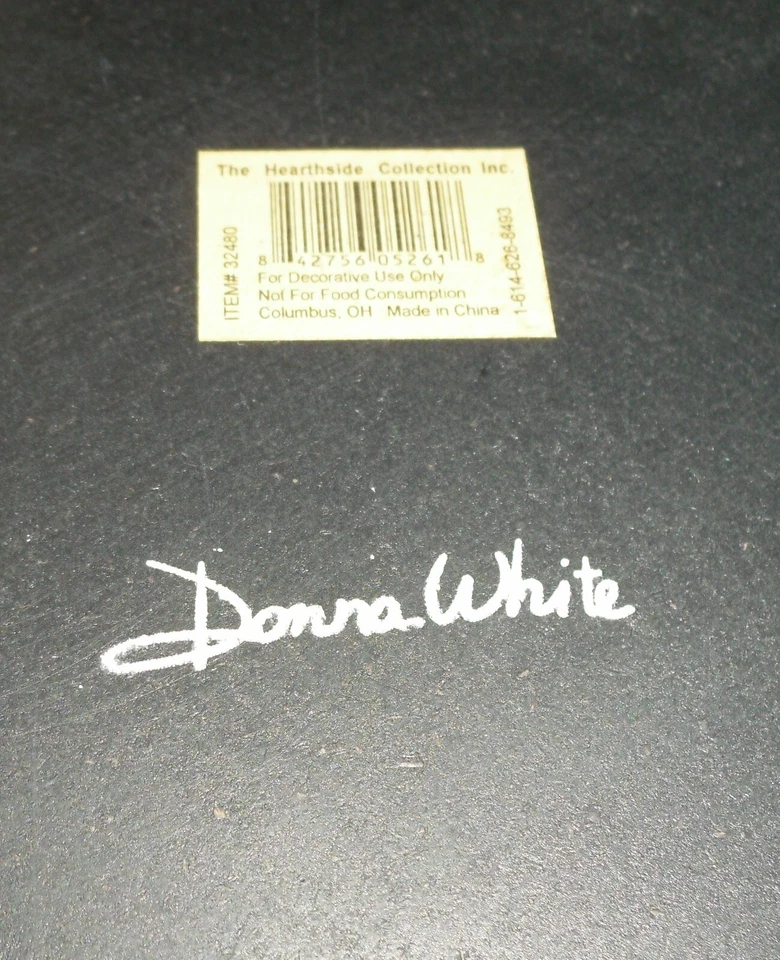 The Hearthside Collection Inc.
ITEM# 32480
8 42756 05261 8
1-614-626-8493
For Decorative Use Only
Not For Food Consumption
Columbus, OH Made in China
Donna White